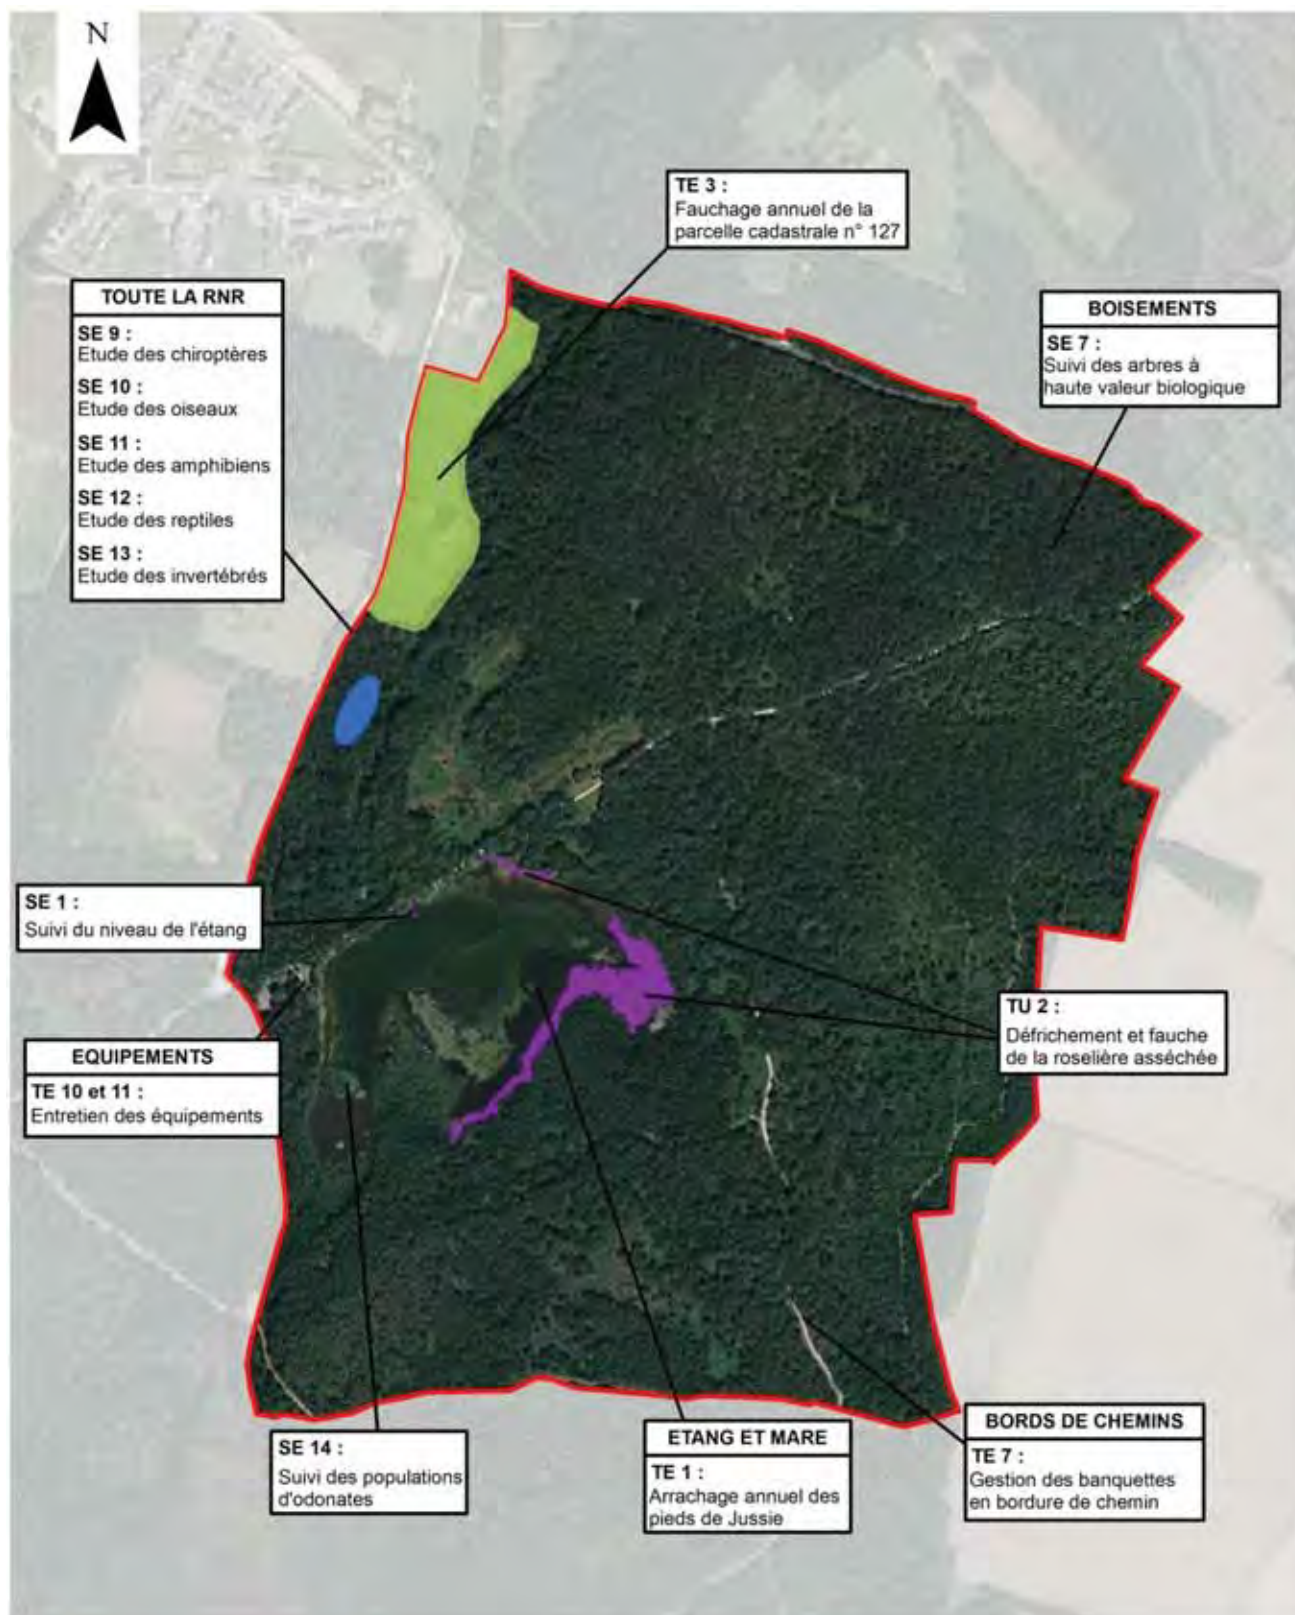 N
TE 3 :
Fauchage annuel de la
parcelle cadastrale n° 127
TOUTE LA RNR
SE 9 :
Etude des chiroptères
SE 10 :
Etude des oiseaux
SE 11 :
Etude des amphibiens
SE 12 :
Etude des reptiles
SE 13 :
Etude des invertébrés
BOISEMENTS
SE 7 :
Suivi des arbres à
haute valeur biologique
SE 1 :
Suivi du niveau de l'étang
EQUIPEMENTS
TE 10 et 11 :
Entretien des équipements
TU 2 :
Défrichement et fauche
de la roselière asséchée
SE 14 :
Suivi des populations
d'odonates
ETANG ET MARE
TE 1 :
Arrachage annuel des
pieds de Jussie
BORDS DE CHEMINS
TE 7 :
Gestion des banquettes
en bordure de chemin